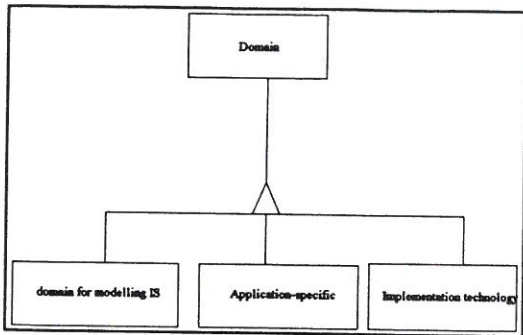 Domain
domain for modelling IS
Application-specific
Implementation technology